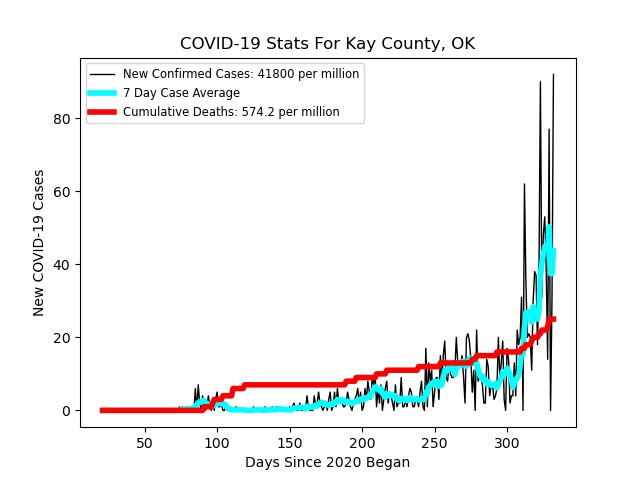 COVID-19 Stats For Kay County, OK
New Confirmed Cases: 41800 per million
7 Day Case Average
Cumulative Deaths: 574.2 per million
New COVID-19 Cases
80
60
40
20
0
50 100 150 200 250 300
Days Since 2020 Began